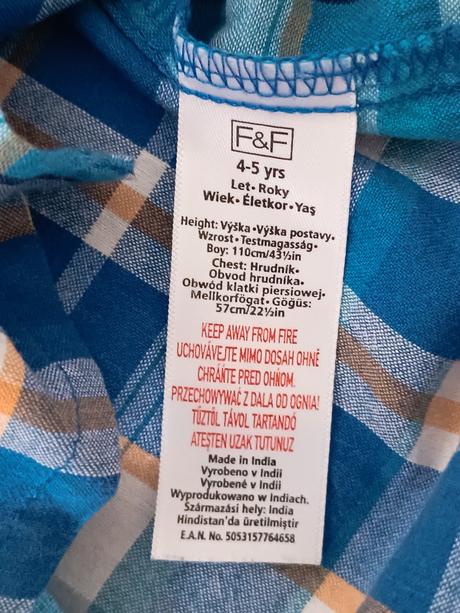 F&F
4-5 yrs
Let• Roky
Wiek• Életkor• Yaş
Height: Výška •Výška postavy•
Wzrost• Testmagasság•
Boy: 110cm/43½in
Chest: Hrudník•
Obvod hrudníka•
Obwód klatki piersiowej•
Mellkorfógat• Göğüs:
57cm/22½in
KEEP AWAY FROM FIRE
UCHOVÁVEJTE MIMO DOSAH OHNĚ
CHRÁŇTE PRED OHŇOM.
PRZECHOWYWAĆ Z DALA OD OGNIA!
TŰZTŐL TÁVOL TARTANDÓ
ATEŞTEN UZAK TUTUNUZ
Made in India
Vyrobeno v Indii
Vyrobené v Indii
Wyprodukowano w Indiach.
Származási hely: India
Hindistan'da üretilmiştir
E.A.N. No. 5053157764658